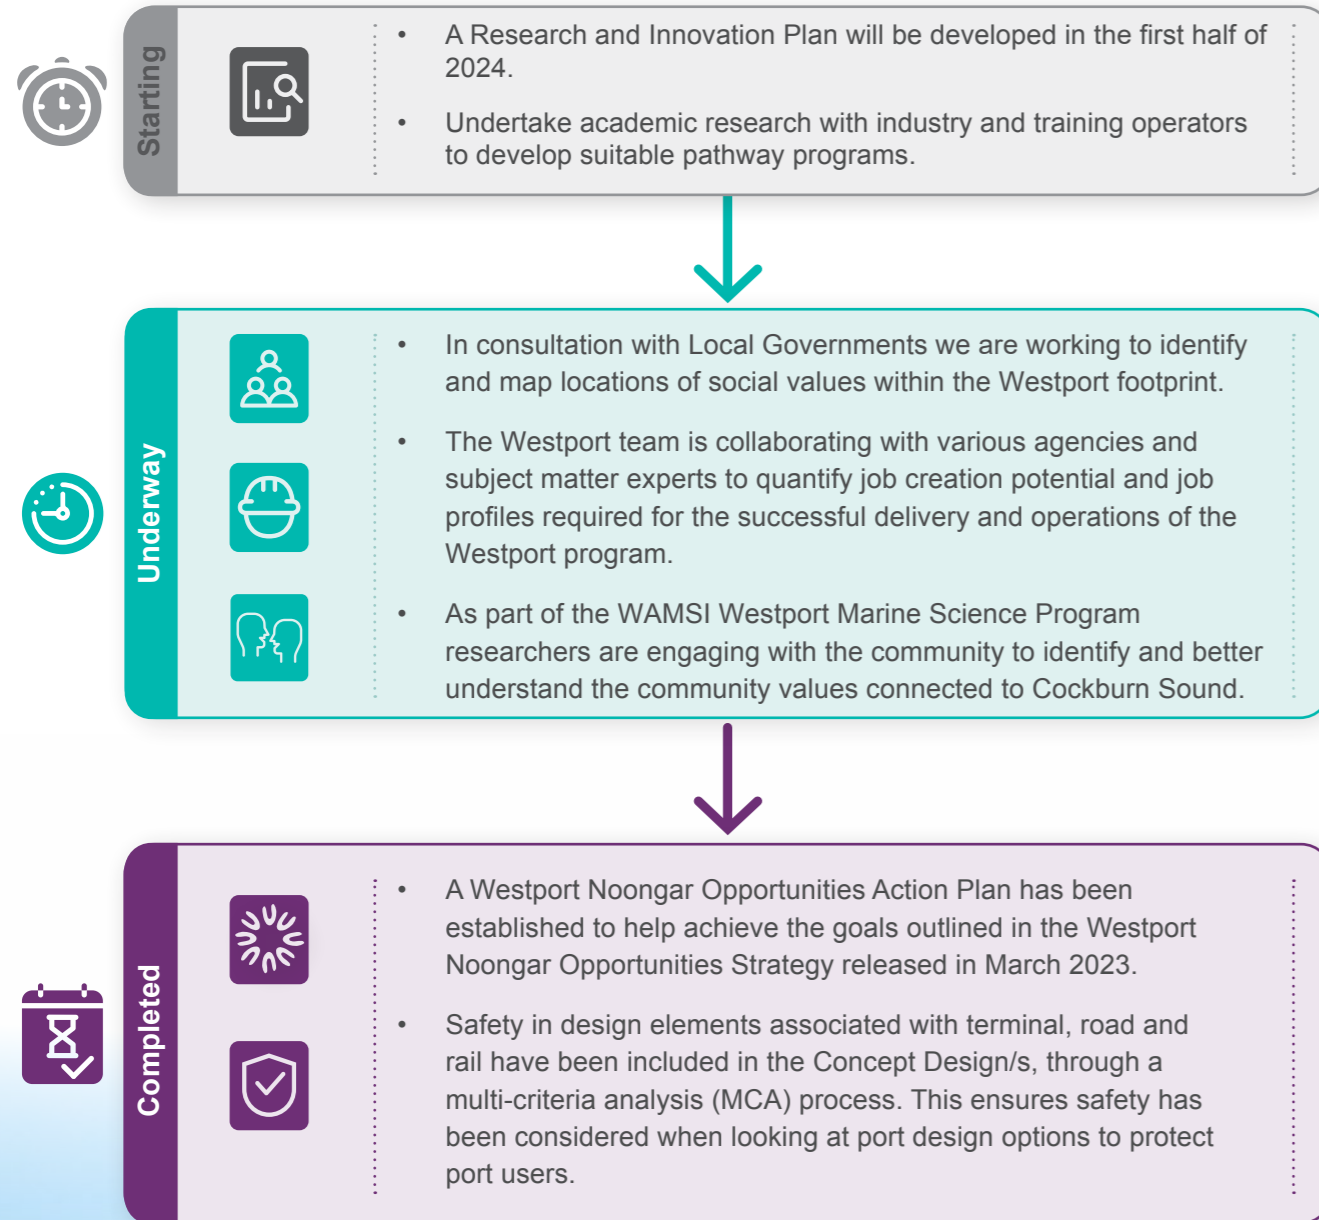 Starting
• A Research and Innovation Plan will be developed in the first half of
2024.
• Undertake academic research with industry and training operators
to develop suitable pathway programs.
Underway
• In consultation with Local Governments we are working to identify
and map locations of social values within the Westport footprint.
• The Westport team is collaborating with various agencies and
subject matter experts to quantify job creation potential and job
profiles required for the successful delivery and operations of the
Westport program.
• As part of the WAMSI Westport Marine Science Program
researchers are engaging with the community to identify and better
understand the community values connected to Cockburn Sound.
Completed
• A Westport Noongar Opportunities Action Plan has been
established to help achieve the goals outlined in the Westport
Noongar Opportunities Strategy released in March 2023.
• Safety in design elements associated with terminal, road and
rail have been included in the Concept Design/s, through a
multi-criteria analysis (MCA) process. This ensures safety has
been considered when looking at port design options to protect
port users.